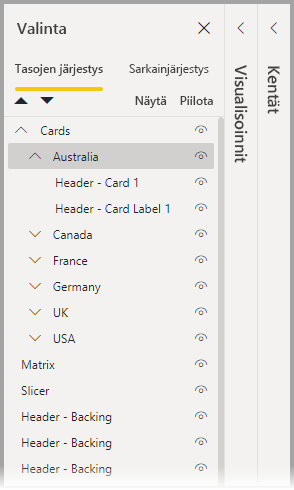 Valinta
Tasojen järjestys Sarkainjärjestys
Näytä Piilota
Cards
Australia
Header - Card 1
Header - Card Label 1
Canada
France
Germany
UK
USA
Matrix
Slicer
Header - Backing
Header - Backing
Header - Backing
Visualisoinnit
Kentät